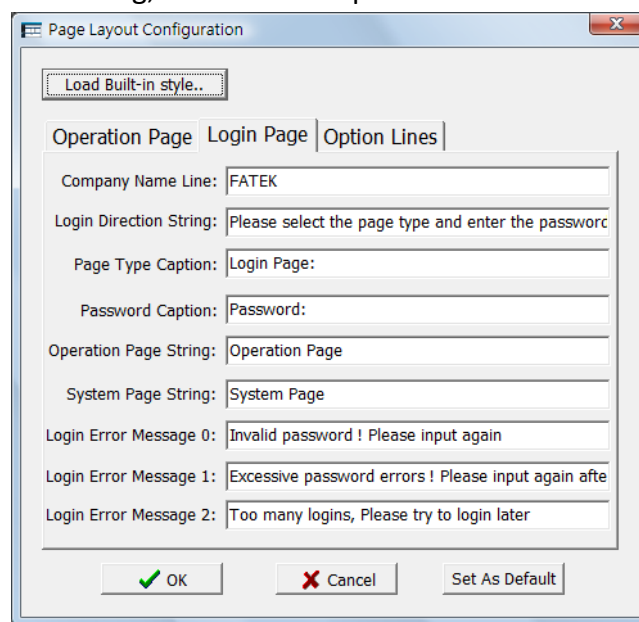 Page Layout Configuration
Load Built-in style..
Operation Page Login Page Option Lines
Company Name Line: FATEK
Login Direction String: Please select the page type and enter the password
Page Type Caption: Login Page:
Password Caption: Password:
Operation Page String: Operation Page
System Page String: System Page
Login Error Message 0: Invalid password ! Please input again
Login Error Message 1: Excessive password errors ! Please input again afte
Login Error Message 2: Too many logins, Please try to login later
OK Cancel Set As Default